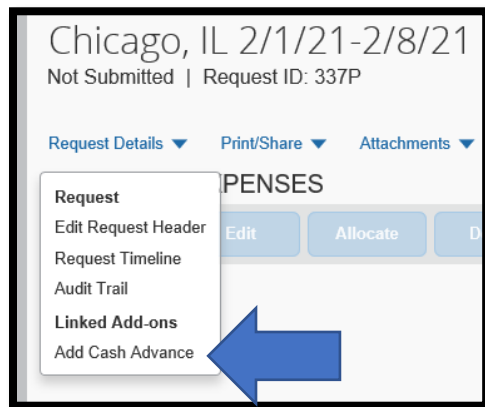 Chicago, IL 2/1/21-2/8/21
Not Submitted | Request ID: 337P
Request Details Print/Share Attachments
PENSES
Request
Edit Request Header
Edit Allocate D
Request Timeline
Audit Trail
Linked Add-ons
Add Cash Advance